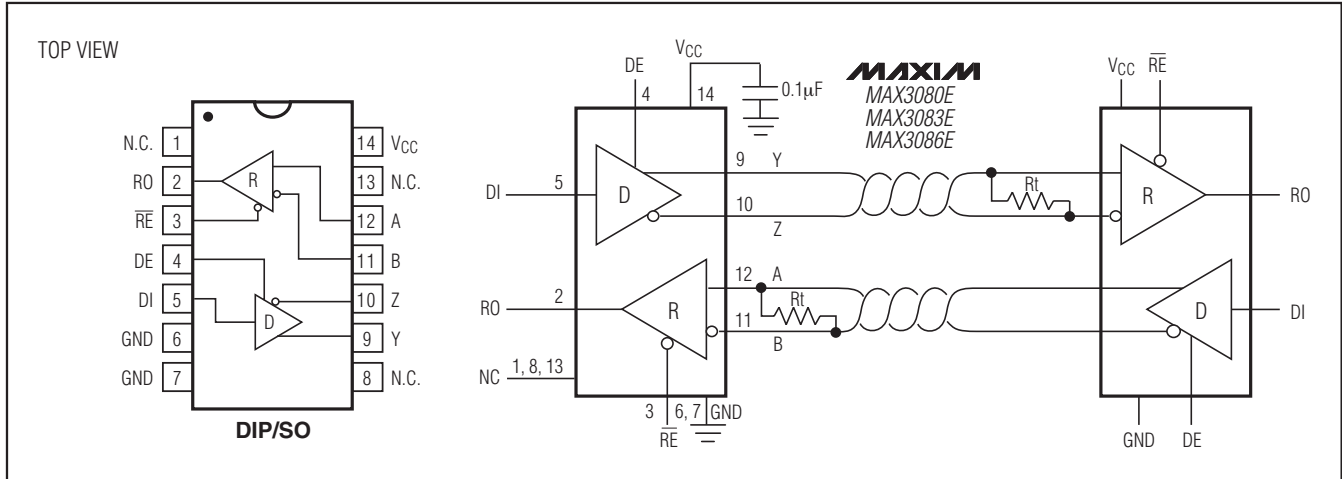 TOP VIEW
N.C. 1
RO 2
R̅E̅ 3
DE 4
DI 5
GND 6
GND 7
14 VCC
13 N.C.
12 A
11 B
10 Z
9 Y
8 N.C.
R
D
DIP/SO
DE
4
VCC
14
0.1µF
MAXIM
MAX3080E
MAX3083E
MAX3086E
DI 5
D
9 Y
10
Z
Rt
RO 2
R
12 A
Rt
11
B
NC 1, 8, 13
3
R̅E̅
6, 7 GND
VCC
R̅E̅
R
RO
D
DI
GND
DE